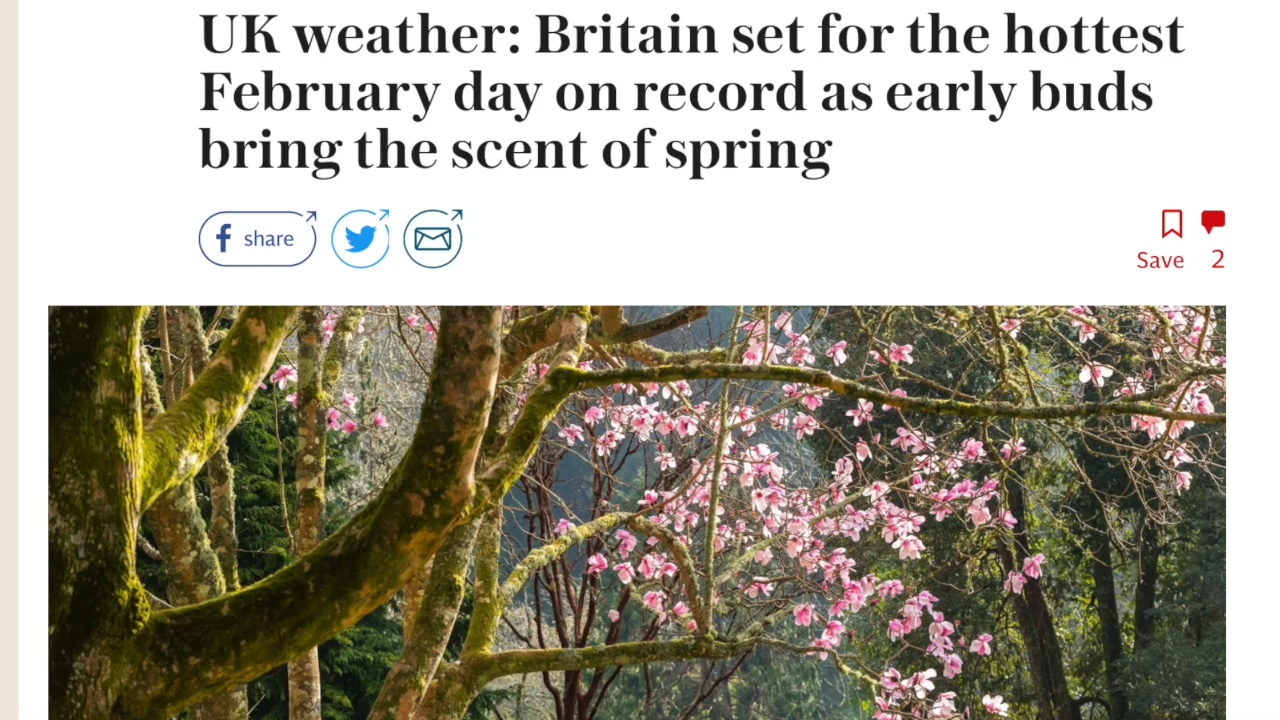 UK weather: Britain set for the hottest
February day on record as early buds
bring the scent of spring
share
Save 2